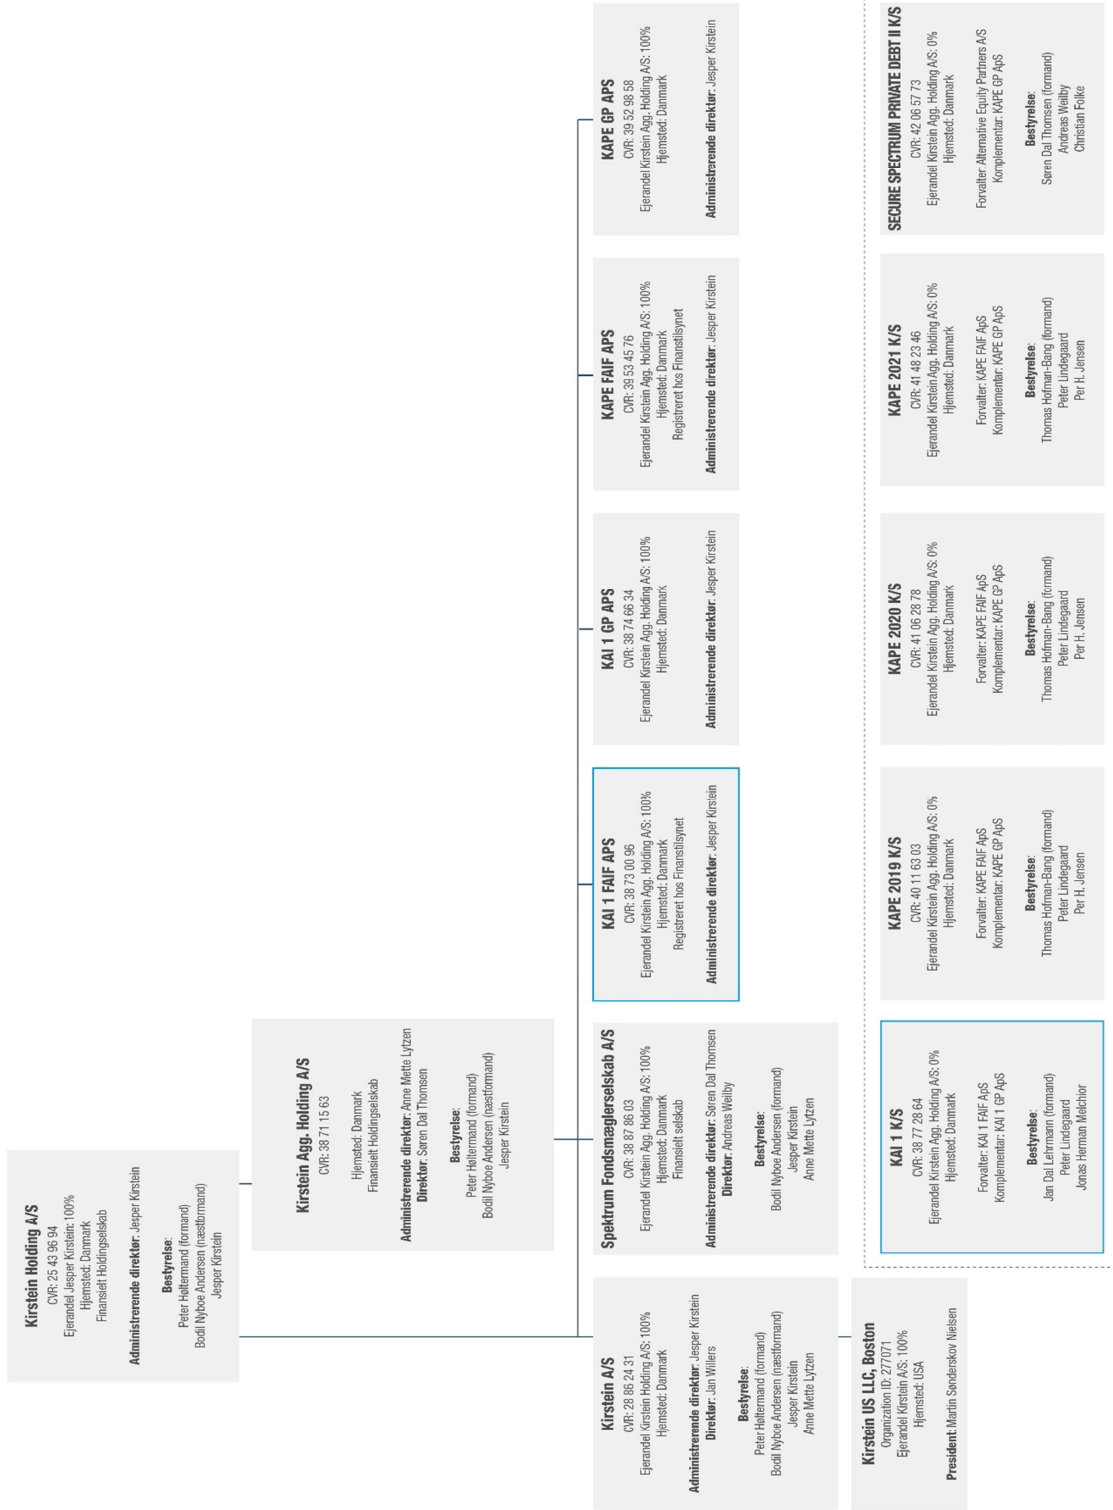 Kirstein Holding A/S
CVR: 25 43 96 94
Ejerandel Jesper Kirstein: 100%
Hjemsted: Danmark
Finansielt Holdingselskab
Administrerende direktør: Jesper Kirstein
Bestyrelse:
Peter Høltermand (formand)
Bodil Nyboe Andersen (næstformand)
Jesper Kirstein
Kirstein Agg. Holding A/S
CVR: 38 71 15 63
Hjemsted: Danmark
Finansielt Holdingselskab
Administrerende direktør: Anne Mette Lytzen
Direktør: Søren Dal Thomsen
Bestyrelse:
Peter Høltermand (formand)
Bodil Nyboe Andersen (næstformand)
Jesper Kirstein
Kirstein A/S
CVR: 28 86 24 31
Ejerandel Kirstein Holding A/S: 100%
Hjemsted: Danmark
Administrerende direktør: Jesper Kirstein
Direktør: Jan Willers
Bestyrelse:
Peter Høltermand (formand)
Bodil Nyboe Andersen (næstformand)
Jesper Kirstein
Anne Mette Lytzen
Spektrum Fondsmæglerselskab A/S
CVR: 38 87 86 03
Ejerandel Kirstein Agg. Holding A/S: 100%
Hjemsted: Danmark
Finansielt selskab
Administrerende direktør: Søren Dal Thomsen
Direktør: Andreas Weilby
Bestyrelse:
Bodil Nyboe Andersen (formand)
Jesper Kirstein
Anne Mette Lytzen
KAI 1 FAIF APS
CVR: 38 73 00 96
Ejerandel Kirstein Agg. Holding A/S: 100%
Hjemsted: Danmark
Registreret hos Finanstilsynet
Administrerende direktør: Jesper Kirstein
KAI 1 GP APS
CVR: 38 74 66 34
Ejerandel Kirstein Agg. Holding A/S: 100%
Hjemsted: Danmark
Administrerende direktør: Jesper Kirstein
KAPE FAIF APS
CVR: 39 53 45 76
Ejerandel Kirstein Agg. Holding A/S: 100%
Hjemsted: Danmark
Registreret hos Finanstilsynet
Administrerende direktør: Jesper Kirstein
KAPE GP APS
CVR: 39 52 98 58
Ejerandel Kirstein Agg. Holding A/S: 100%
Hjemsted: Danmark
Administrerende direktør: Jesper Kirstein
Kirstein US LLC, Boston
Organization ID: 277071
Ejerandel Kirstein A/S: 100%
Hjemsted: USA
President: Martin Sønderskov Nielsen
KAI 1 K/S
CVR: 38 77 28 64
Ejerandel Kirstein Agg. Holding A/S: 0%
Hjemsted: Danmark
Forvalter: KAI 1 FAIF ApS
Komplementar: KAI 1 GP ApS
Bestyrelse:
Jan Dal Lehrmann (formand)
Peter Lindegaard
Jonas Herman Melchior
KAPE 2019 K/S
CVR: 40 11 63 03
Ejerandel Kirstein Agg. Holding A/S: 0%
Hjemsted: Danmark
Forvalter: KAPE FAIF ApS
Komplementar: KAPE GP ApS
Bestyrelse:
Thomas Hofman-Bang (formand)
Peter Lindegaard
Per H. Jensen
KAPE 2020 K/S
CVR: 41 06 28 78
Ejerandel Kirstein Agg. Holding A/S: 0%
Hjemsted: Danmark
Forvalter: KAPE FAIF ApS
Komplementar: KAPE GP ApS
Bestyrelse:
Thomas Hofman-Bang (formand)
Peter Lindegaard
Per H. Jensen
KAPE 2021 K/S
CVR: 41 48 23 46
Ejerandel Kirstein Agg. Holding A/S: 0%
Hjemsted: Danmark
Forvalter: KAPE FAIF ApS
Komplementar: KAPE GP ApS
Bestyrelse:
Thomas Hofman-Bang (formand)
Peter Lindegaard
Per H. Jensen
SECURE SPECTRUM PRIVATE DEBT II K/S
CVR: 42 06 57 73
Ejerandel Kirstein Agg. Holding A/S: 0%
Hjemsted: Danmark
Forvalter: Alternative Equity Partners A/S
Komplementar: KAPE GP ApS
Bestyrelse:
Søren Dal Thomsen (formand)
Andreas Weilby
Christian Folke